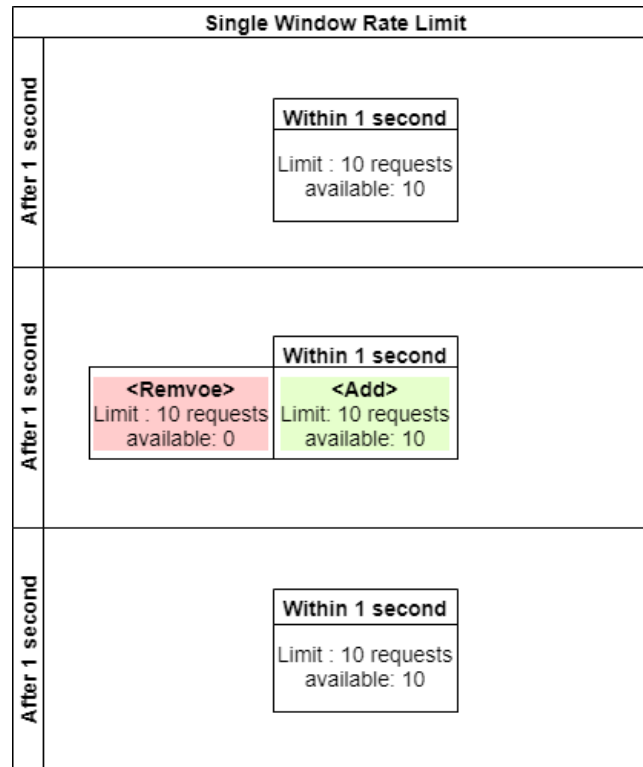 Single Window Rate Limit
After 1 second
Within 1 second
Limit : 10 requests
available: 10
After 1 second
Within 1 second
<Remvoe>
Limit : 10 requests
available: 0
<Add>
Limit: 10 requests
available: 10
After 1 second
Within 1 second
Limit : 10 requests
available: 10